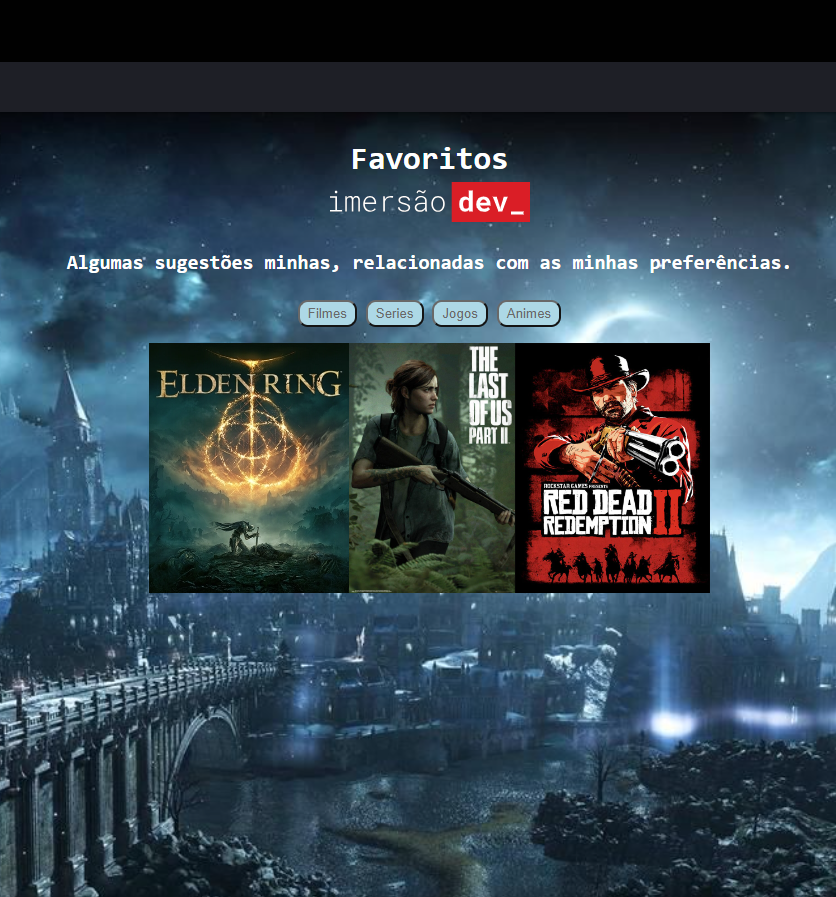 Favoritos
imersão dev_
Algumas sugestões minhas, relacionadas com as minhas preferências.
Filmes Series Jogos Animes
ELDEN RING
THE
LAST
OF US
PART II
ROCKSTAR GAMES PRESENTS
RED DEAD
REDEMPTION II